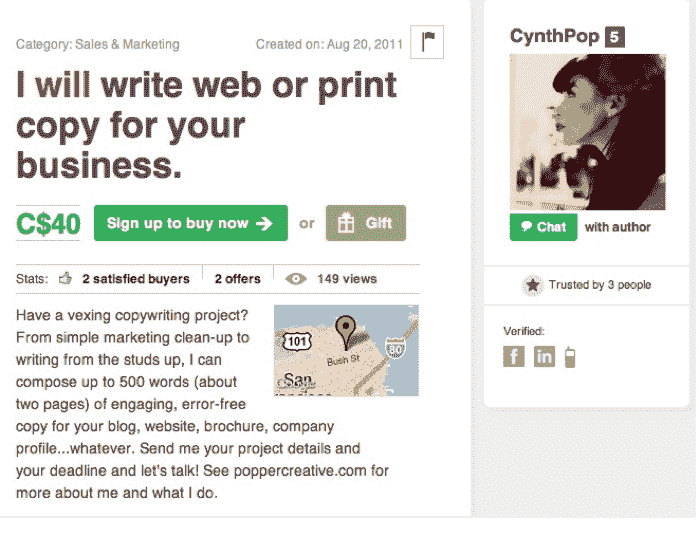 Category: Sales & Marketing
Created on: Aug 20, 2011
I will write web or print
copy for your
business.
C$40
Sign up to buy now
or
Gift
Stats:
2 satisfied buyers
2 offers
149 views
Have a vexing copywriting project?
From simple marketing clean-up to
writing from the studs up, I can
compose up to 500 words (about
two pages) of engaging, error-free
copy for your blog, website, brochure, company
profile...whatever. Send me your project details and
your deadline and let's talk! See poppercreative.com for
more about me and what I do.
101
Bush St
80
San
Google
CynthPop 5
Chat with author
Trusted by 3 people
Verified:
f in